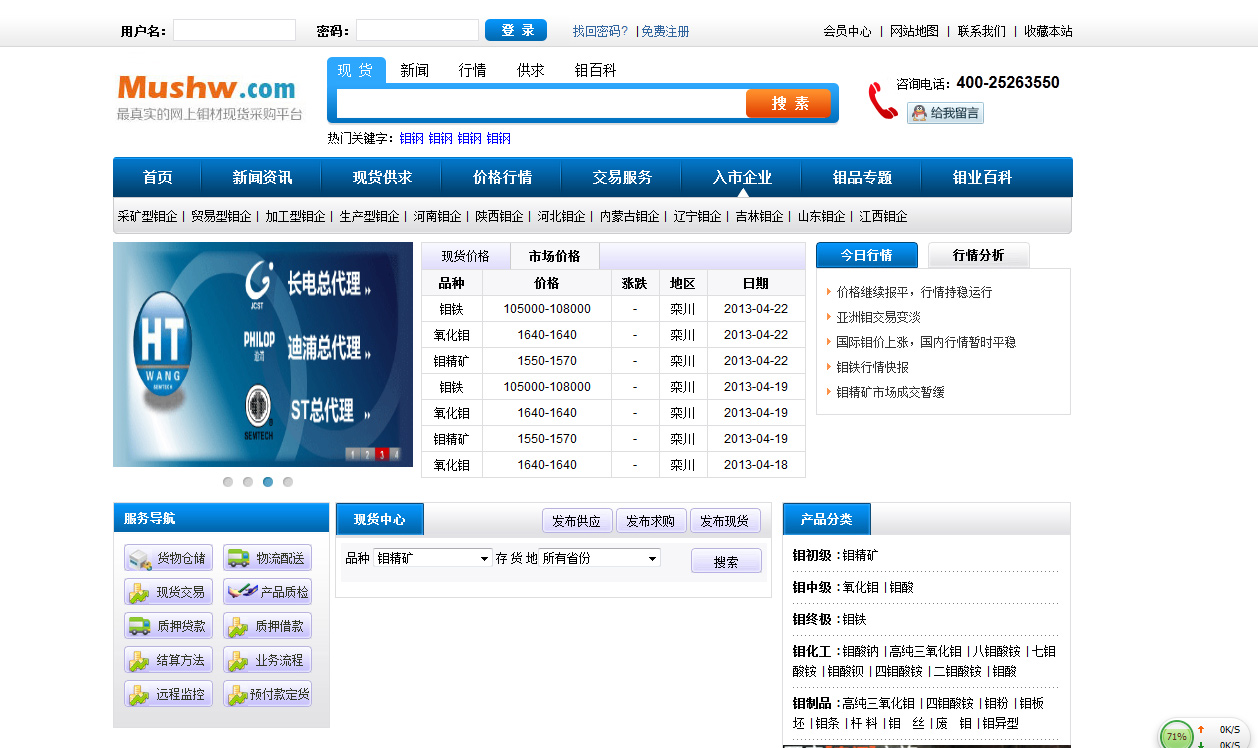 用户名： 密码： 登 录 找回密码？ | 免费注册 会员中心 | 网站地图 | 联系我们 | 收藏本站
Mushw.com
最真实的网上钼材现货采购平台
现 货 新闻 行情 供求 钼百科
搜 素
热门关键字：钼钢 钼钢 钼钢 钼钢
咨询电话：400-25263550
给我留言
首页 新闻资讯 现货供求 价格行情 交易服务 入市企业 钼品专题 钼业百科
采矿型钼企 | 贸易型钼企 | 加工型钼企 | 生产型钼企 | 河南钼企 | 陕西钼企 | 河北钼企 | 内蒙古钼企 | 辽宁钼企 | 吉林钼企 | 山东钼企 | 江西钼企
HT
WANG
SEMTECH
JCST
长电总代理 »
PHILOP
迪浦
迪浦总代理 »
SEMTECH
ST总代理 »
1 2 3 4
现货价格 市场价格
品种 价格 涨跌 地区 日期
钼铁 105000-108000 - 栾川 2013-04-22
氧化钼 1640-1640 - 栾川 2013-04-22
钼精矿 1550-1570 - 栾川 2013-04-22
钼铁 105000-108000 - 栾川 2013-04-19
氧化钼 1640-1640 - 栾川 2013-04-19
钼精矿 1550-1570 - 栾川 2013-04-19
氧化钼 1640-1640 - 栾川 2013-04-18
今日行情 行情分析
价格继续报平，行情持稳运行
亚洲钼交易变淡
国际钼价上涨，国内行情暂时平稳
钼铁行情快报
钼精矿市场成交暂缓
服务导航
货物仓储 物流配送
现货交易 产品质检
质押贷款 质押借款
结算方法 业务流程
远程监控 预付款定货
现货中心 发布供应 发布求购 发布现货
品种 钼精矿 存 货 地 所有省份 搜索
产品分类
钼初级：钼精矿
钼中级：氧化钼 | 钼酸
钼终极：钼铁
钼化工：钼酸钠 | 高纯三氧化钼 | 八钼酸铵 | 七钼
酸铵 | 钼酸钡 | 四钼酸铵 | 二钼酸铵 | 钼酸
钼制品：高纯三氧化钼 | 四钼酸铵 | 钼粉 | 钼板
坯 | 钼条 | 杆 料 | 钼 丝 | 废 钼 | 钼异型
71%
0K/S
0K/S